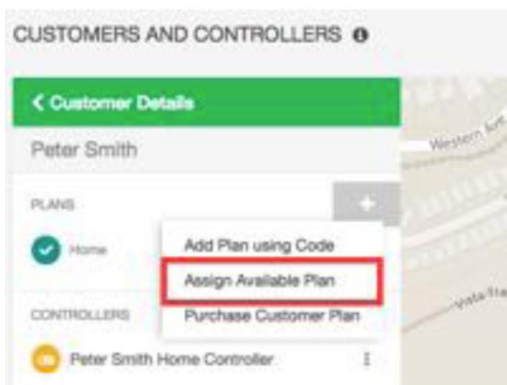 CUSTOMERS AND CONTROLLERS
Customer Details
Peter Smith
PLANS
Home
Add Plan using Code
Assign Available Plan
CONTROLLERS
Purchase Customer Plan
Peter Smith Home Controller
Western